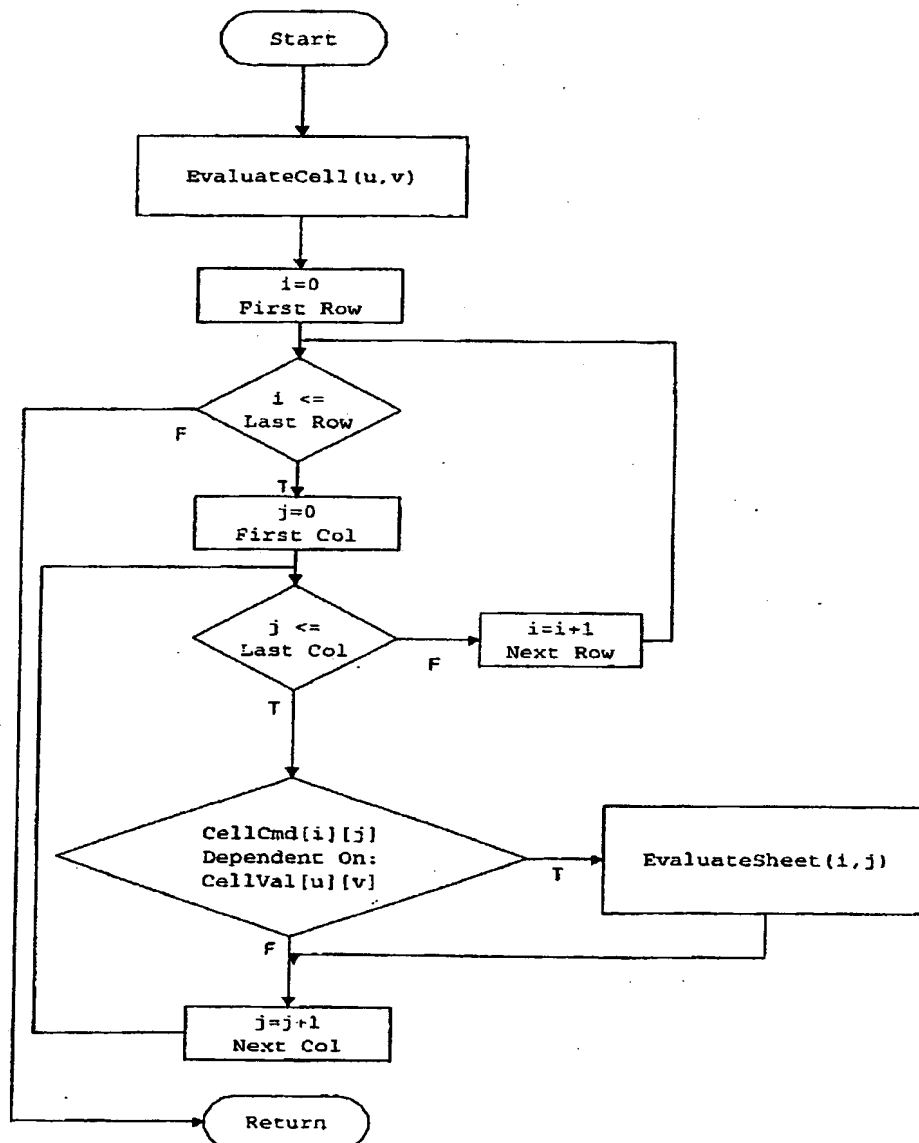 Start
EvaluateCell(u,v)
i=0
First Row
i <=
Last Row
F
T
j=0
First Col
j <=
Last Col
F
i=i+1
Next Row
T
CellCmd[i][j]
Dependent On:
CellVal[u][v]
T
EvaluateSheet(i,j)
F
j=j+1
Next Col
Return